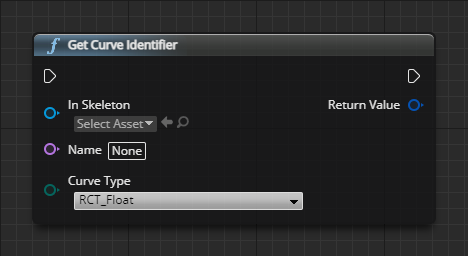 f Get Curve Identifier
In Skeleton
Return Value
Select Asset
Name None
Curve Type
RCT_Float